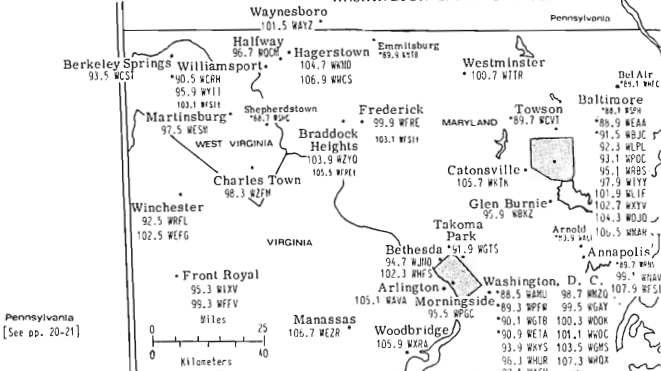 Pennsylvania
Waynesboro
101.5 WAYZ
Halfway
96.7 WQCM
Hagerstown
104.7 WWMD
106.9 WHCS
Emmitsburg
Berkeley Springs
93.5 WCST
Williamsport
*90.5 WCRH
95.9 WYII
Westminster
100.7 WTTR
Bel Air
Martinsburg
97.5 WESM
Shepherdstown
Frederick
99.9 WFRE
WEST VIRGINIA
MARYLAND
Braddock
Heights
103.9 WZYQ
Towson
*89.7 WCVT
Baltimore
*88.9 WEAA
*91.5 WBJC
92.3 WLPL
93.1 WPOC
95.1 WRBS
97.9 WIYY
101.9 WLIF
102.7 WXYV
104.3
Charles Town
98.3 WZFM
Catonsville
105.7 WKTK
Glen Burnie
95.9
Winchester
92.5 WRFL
102.5 WEFG
VIRGINIA
Takoma
Park
*91.9 WGTS
Arnold
Annapolis
107.9
Bethesda
94.7
102.3 WHFS
Arlington
105.1 WAVA
Morningside
95.5 WPGC
Front Royal
95.3 WIXV
99.3 WFFV
Washington, D. C.
*88.5 WAMU
98.7 WMZQ
*89.3 WPFW
99.5 WGAY
*90.1 WGTB
100.3 WOOK
*90.9 WETA
101.1 WWDC
93.9 WKYS
103.5 WGMS
96.3 WHUR
107.3 WRQX
Manassas
106.7 WEZR
Woodbridge
105.9 WXRA
Miles
0 25
Kilometers
0 40
Pennsylvania
[See pp. 20-21]